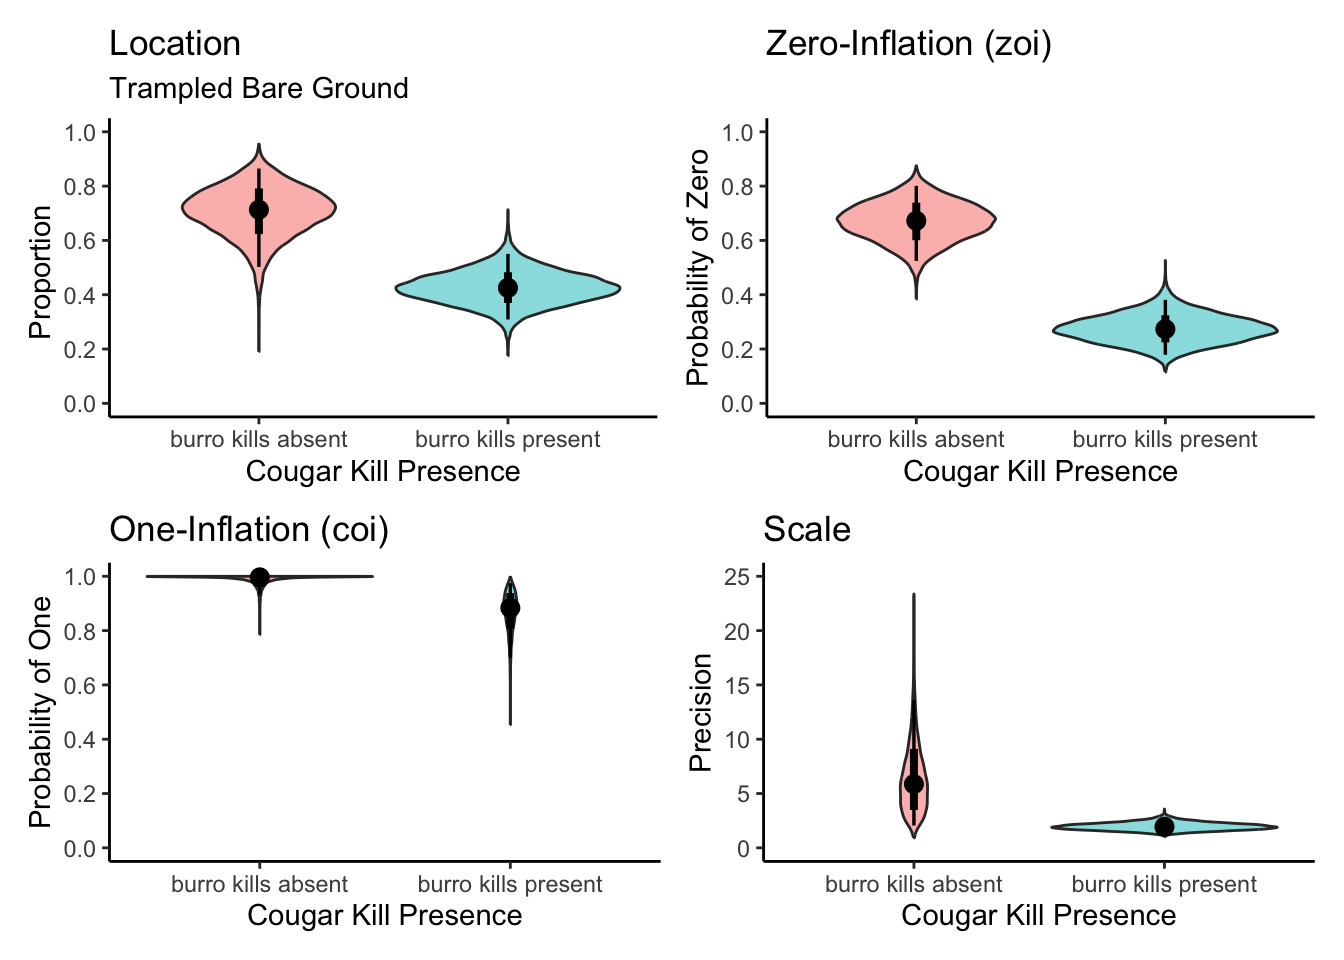 Location
Trampled Bare Ground
1.0
0.8
0.6
0.4
0.2
0.0
Proportion
burro kills absent
burro kills present
Cougar Kill Presence
Zero-Inflation (zoi)
1.0
0.8
0.6
0.4
0.2
0.0
Probability of Zero
burro kills absent
burro kills present
Cougar Kill Presence
One-Inflation (coi)
1.0
0.8
0.6
0.4
0.2
0.0
Probability of One
burro kills absent
burro kills present
Cougar Kill Presence
Scale
25
20
15
10
5
0
Precision
burro kills absent
burro kills present
Cougar Kill Presence